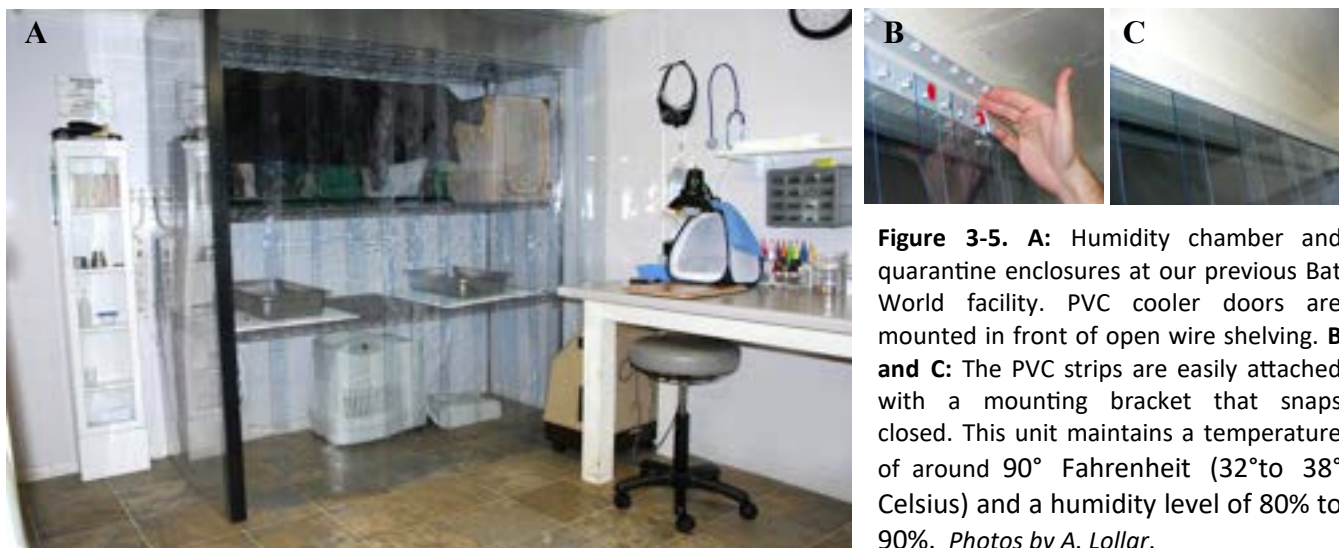 A
B
C
Figure 3-5. A: Humidity chamber and
quarantine enclosures at our previous Bat
World facility. PVC cooler doors are
mounted in front of open wire shelving. B
and C: The PVC strips are easily attached
with a mounting bracket that snaps
closed. This unit maintains a temperature
of around 90° Fahrenheit (32°to 38°
Celsius) and a humidity level of 80% to
90%. Photos by A. Lollar.